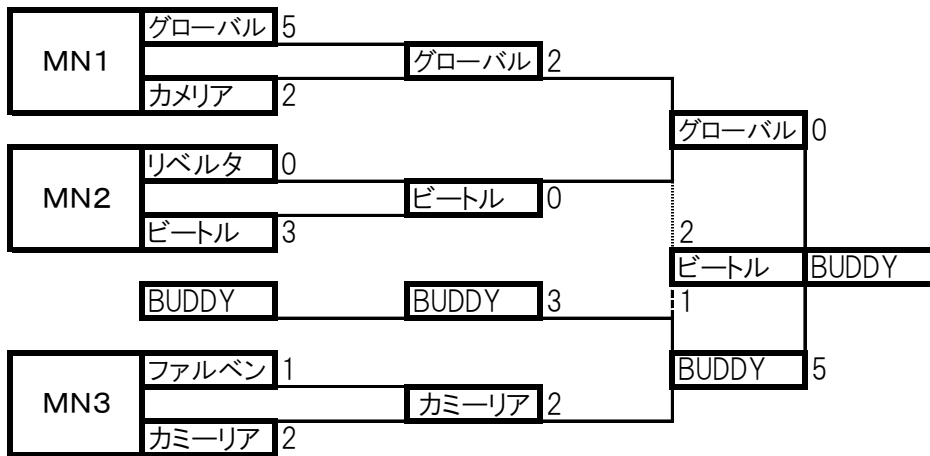 グローバル 5
MN1
グローバル 2
カメリア 2
グローバル 0
リベルタ 0
MN2
ビートル 0
ビートル 3
2
ビートル BUDDY
BUDDY BUDDY 3 1
ファルベン 1 BUDDY 5
MN3
カミーリア 2
カミーリア 2